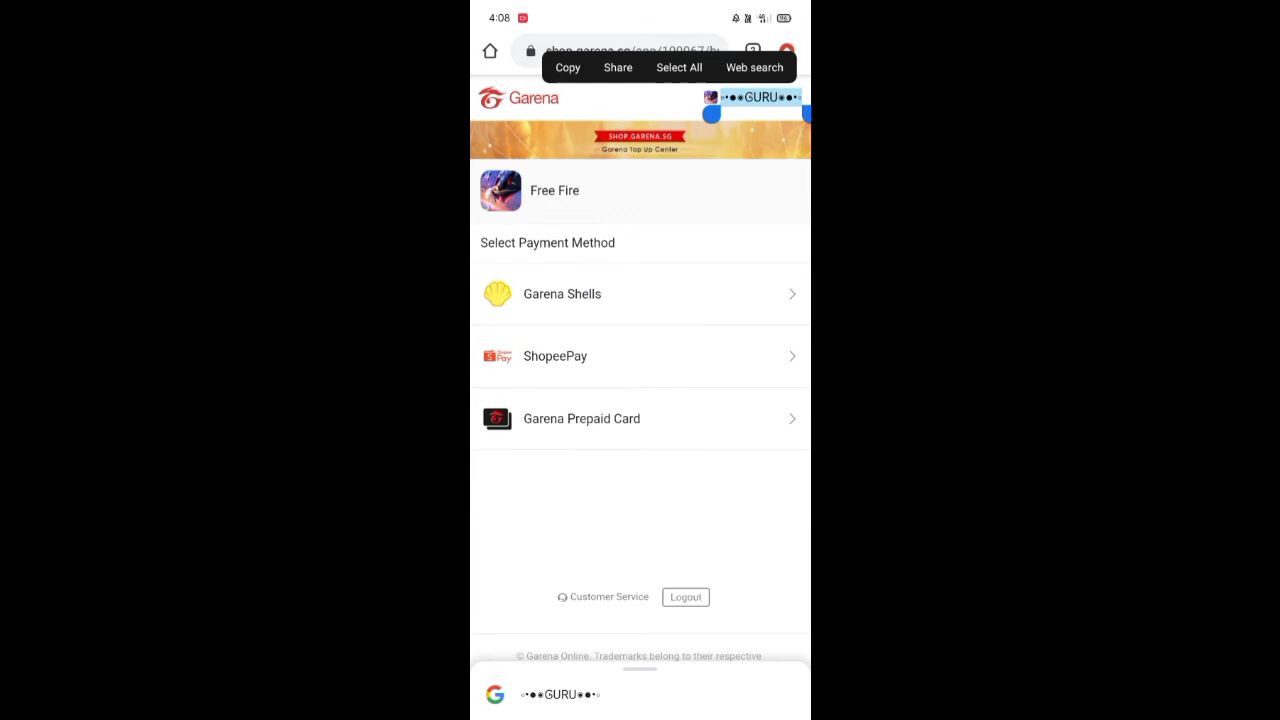 4:08
Copy Share Select All Web search
Garena
◦•●◉GURU◉●•◦
SHOP.GARENA.SG
Garena Top Up Center
Free Fire
Select Payment Method
Garena Shells
ShopeePay
Garena Prepaid Card
Customer Service Logout
© Garena Online. Trademarks belong to their respective
◦•●◉GURU◉●•◦